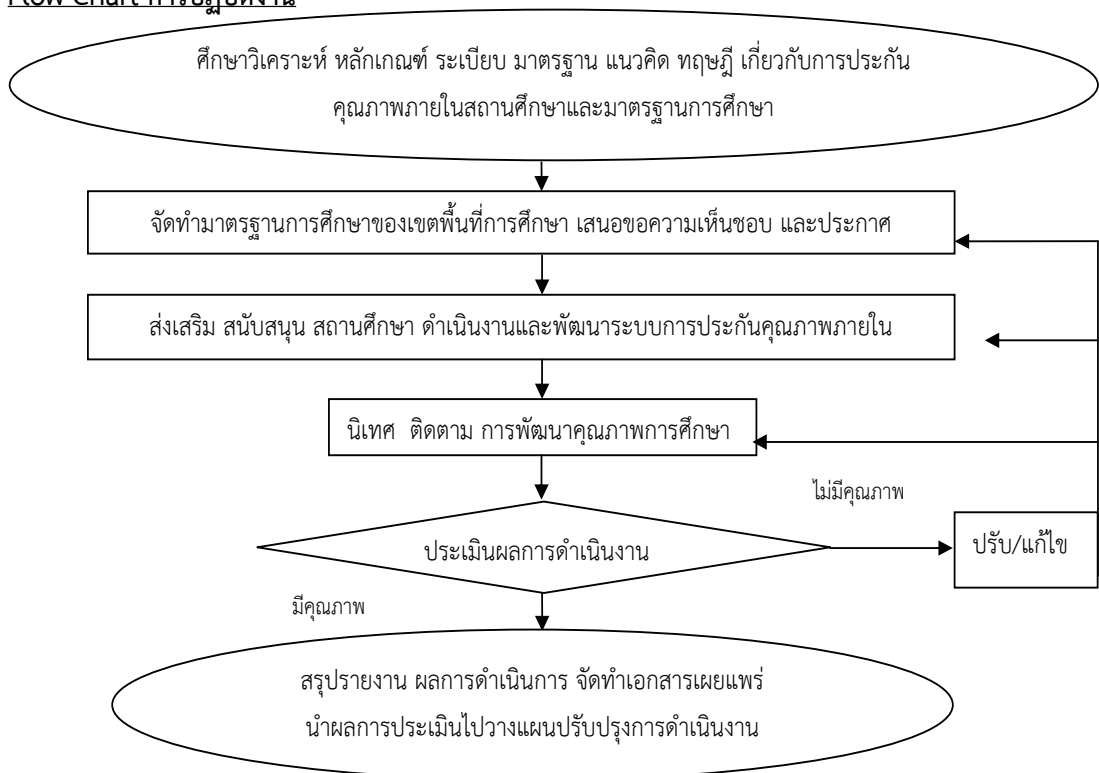 Flow Chart การปฏิบัติงาน
ศึกษาวิเคราะห์ หลักเกณฑ์ ระเบียบ มาตรฐาน แนวคิด ทฤษฎี เกี่ยวกับการประกัน
คุณภาพภายในสถานศึกษาและมาตรฐานการศึกษา
จัดทำมาตรฐานการศึกษาของเขตพื้นที่การศึกษา เสนอขอความเห็นชอบ และประกาศ
ส่งเสริม สนับสนุน สถานศึกษา ดำเนินงานและพัฒนาระบบการประกันคุณภาพภายใน
นิเทศ ติดตาม การพัฒนาคุณภาพการศึกษา
ไม่มีคุณภาพ
ประเมินผลการดำเนินงาน
ปรับ/แก้ไข
มีคุณภาพ
สรุปรายงาน ผลการดำเนินการ จัดทำเอกสารเผยแพร่
นำผลการประเมินไปวางแผนปรับปรุงการดำเนินงาน